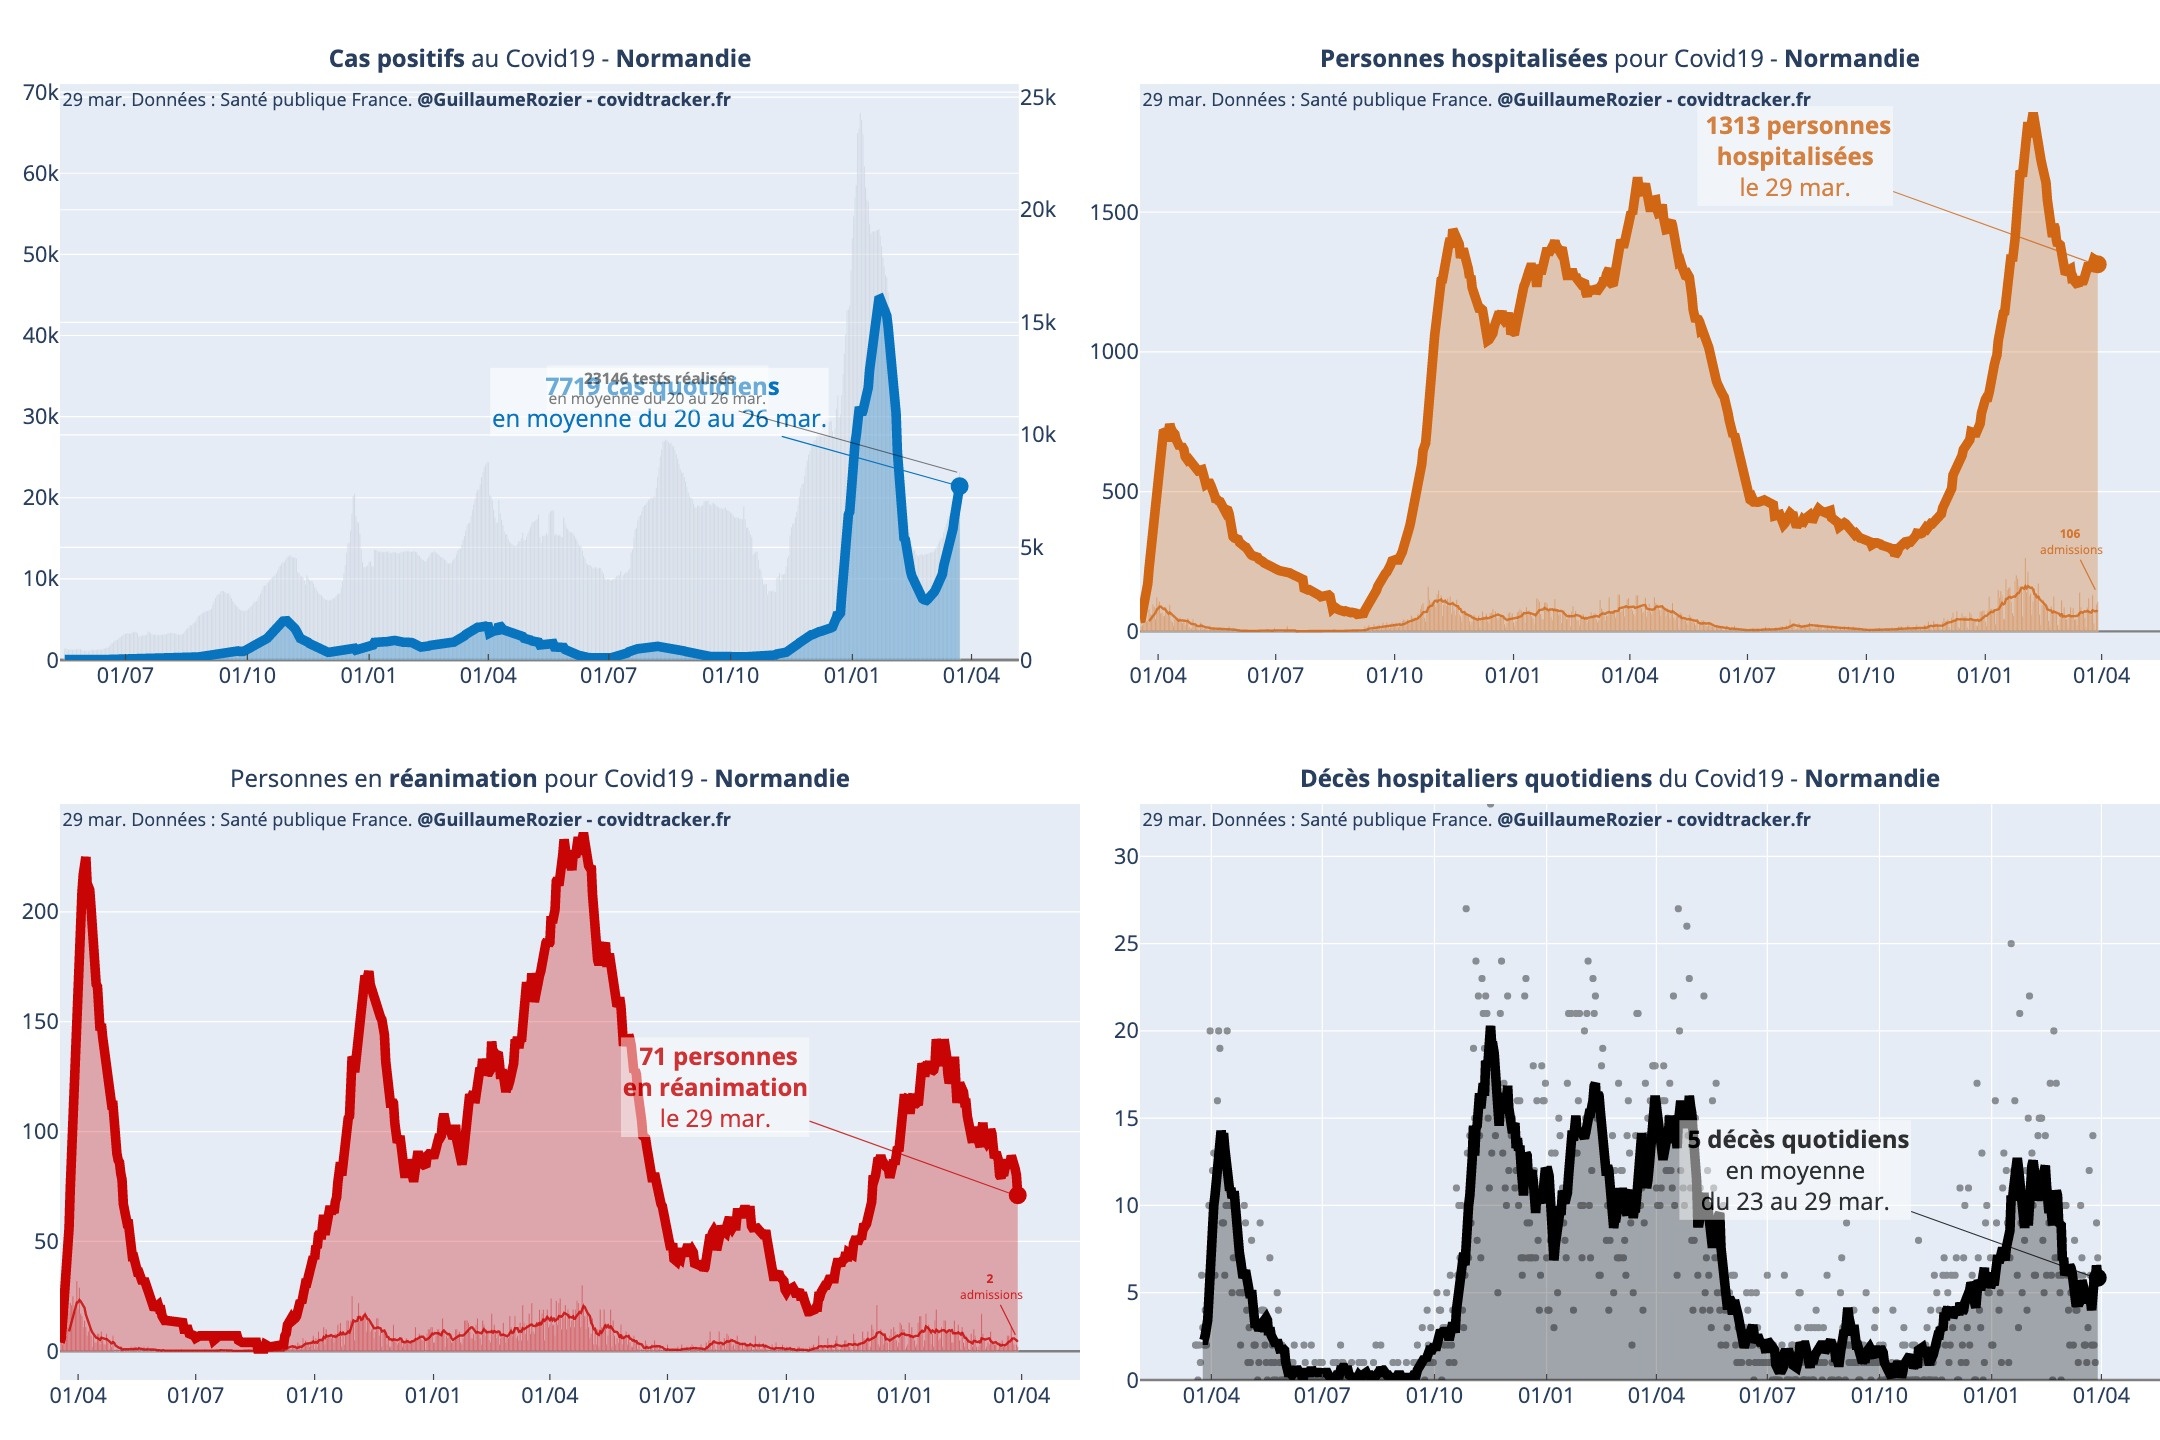 Cas positifs au Covid19 - Normandie
29 mar. Données : Santé publique France. @GuillaumeRozier - covidtracker.fr
70k
60k
50k
40k
30k
20k
10k
0
25k
20k
15k
10k
5k
0
23146 tests réalisés
en moyenne du 20 au 26 mar.
7719 cas quotidiens
en moyenne du 20 au 26 mar.
01/07 01/10 01/01 01/04 01/07 01/10 01/01 01/04
Personnes hospitalisées pour Covid19 - Normandie
29 mar. Données : Santé publique France. @GuillaumeRozier - covidtracker.fr
1313 personnes
hospitalisées
le 29 mar.
1500
1000
500
0
106
admissions
01/04 01/07 01/10 01/01 01/04 01/07 01/10 01/01 01/04
Personnes en réanimation pour Covid19 - Normandie
29 mar. Données : Santé publique France. @GuillaumeRozier - covidtracker.fr
200
150
100
50
0
71 personnes
en réanimation
le 29 mar.
2
admissions
01/04 01/07 01/10 01/01 01/04 01/07 01/10 01/01 01/04
Décès hospitaliers quotidiens du Covid19 - Normandie
29 mar. Données : Santé publique France. @GuillaumeRozier - covidtracker.fr
30
25
20
15
10
5
0
5 décès quotidiens
en moyenne
du 23 au 29 mar.
01/04 01/07 01/10 01/01 01/04 01/07 01/10 01/01 01/04